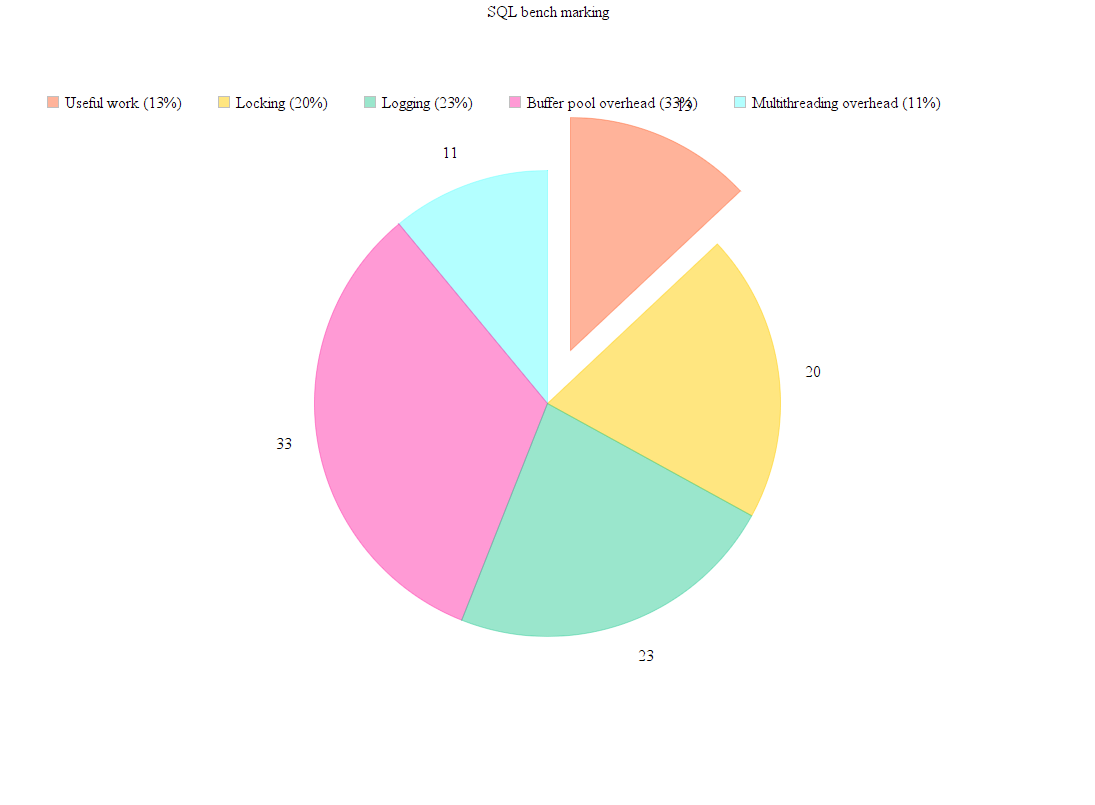 SQL bench marking
Useful work (13%) Locking (20%) Logging (23%) Buffer pool overhead (33%) Multithreading overhead (11%)
13
11
20
33
23